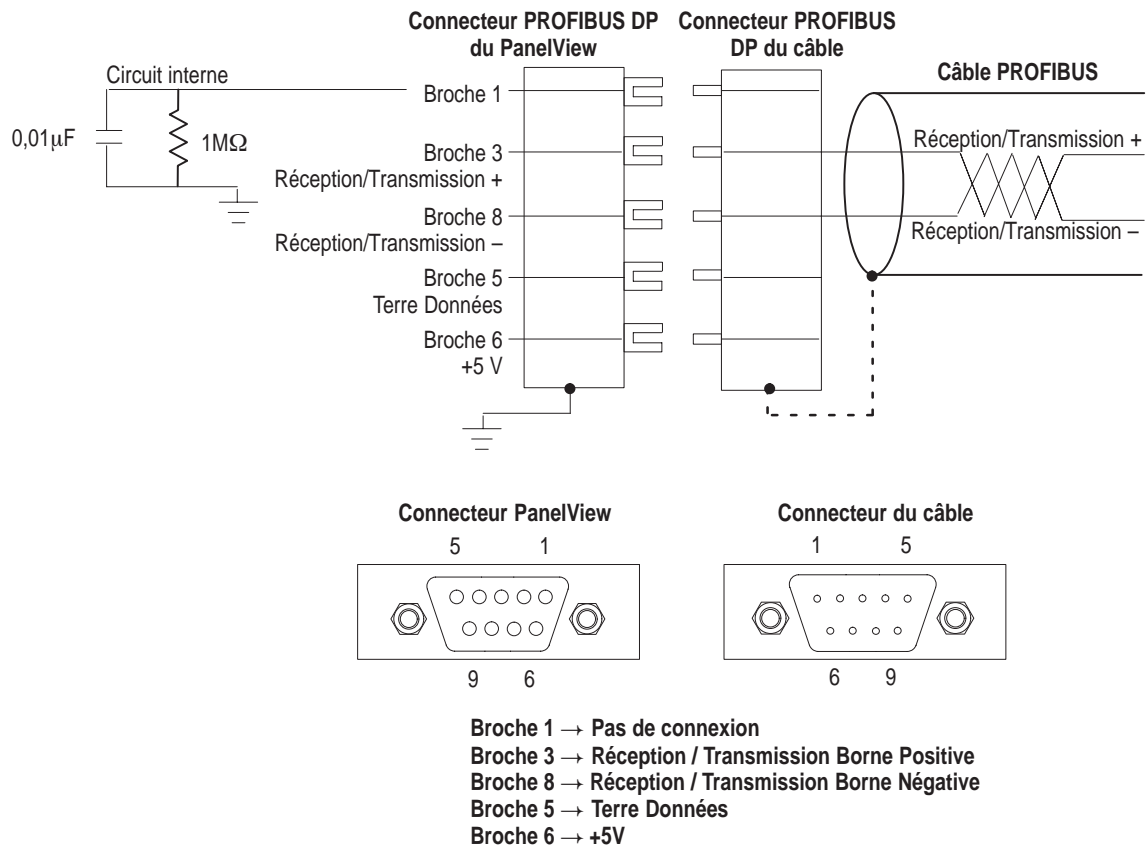 Connecteur PROFIBUS DP
du PanelView
Connecteur PROFIBUS
DP du câble
Circuit interne
Câble PROFIBUS
0,01µF
1MΩ
Broche 1
Broche 3
Réception/Transmission +
Broche 8
Réception/Transmission –
Broche 5
Terre Données
Broche 6
+5 V
Réception/Transmission +
Réception/Transmission –
Connecteur PanelView
5 1
9 6
Connecteur du câble
1 5
6 9
Broche 1 → Pas de connexion
Broche 3 → Réception / Transmission Borne Positive
Broche 8 → Réception / Transmission Borne Négative
Broche 5 → Terre Données
Broche 6 → +5V